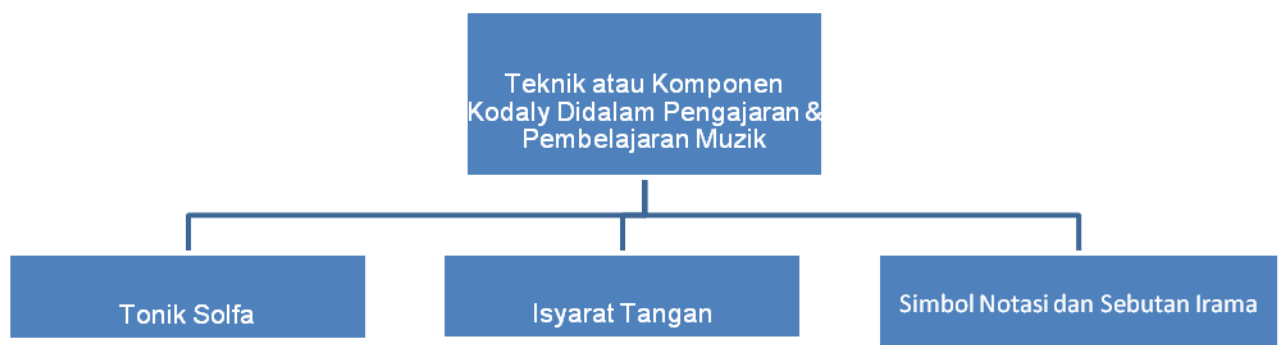 Teknik atau Komponen
Kodaly Didalam Pengajaran &
Pembelajaran Muzik
Tonik Solfa
Isyarat Tangan
Simbol Notasi dan Sebutan Irama